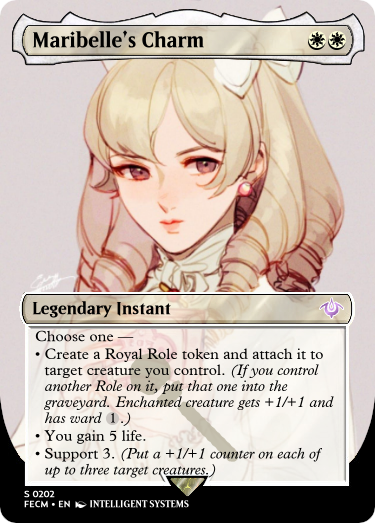 Maribelle's Charm
Legendary Instant
Choose one —
• Create a Royal Role token and attach it to
target creature you control. (If you control
another Role on it, put that one into the
graveyard. Enchanted creature gets +1/+1 and
has ward 1.)
• You gain 5 life.
• Support 3. (Put a +1/+1 counter on each of
up to three target creatures.)
S 0202
FECM • EN INTELLIGENT SYSTEMS